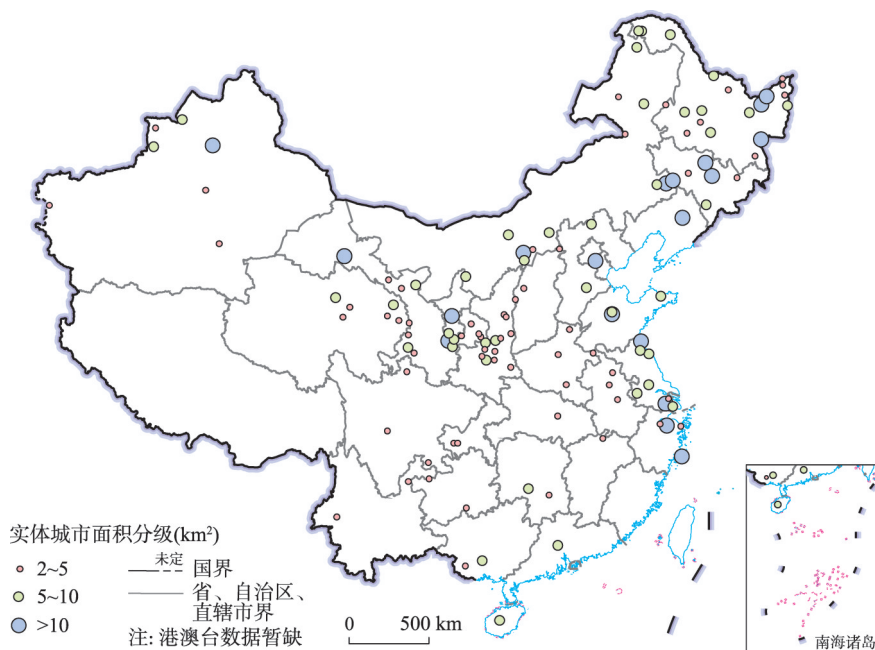 实体城市面积分级(km²)
2~5
5~10
>10
未定
国界
省、自治区、
直辖市界
注: 港澳台数据暂缺
0 500 km
南海诸岛